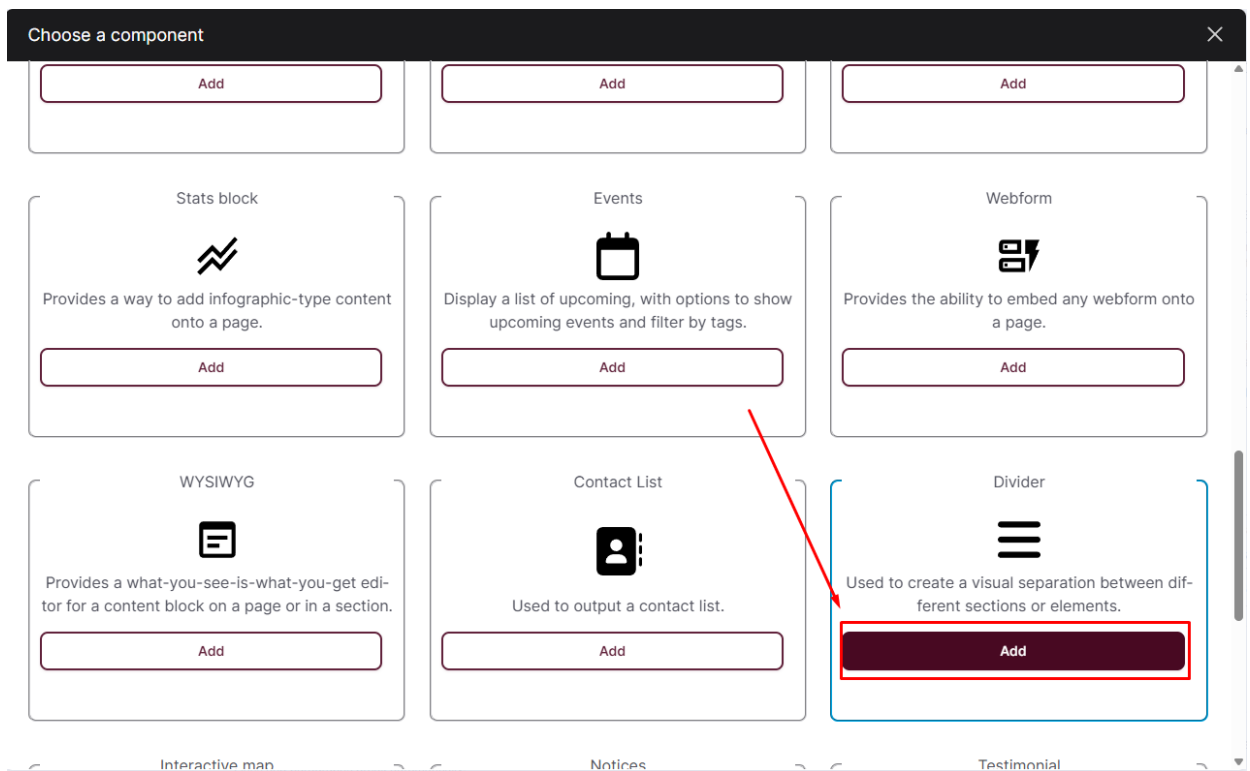 Choose a component
Add
Add
Add
Stats block
Events
Webform
Provides a way to add infographic-type content
onto a page.
Display a list of upcoming, with options to show
upcoming events and filter by tags.
Provides the ability to embed any webform onto
a page.
Add
Add
Add
WYSIWYG
Contact List
Divider
Provides a what-you-see-is-what-you-get edi-
tor for a content block on a page or in a section.
Used to output a contact list.
Used to create a visual separation between dif-
ferent sections or elements.
Add
Add
Add
Interactive map
Notices
Testimonial